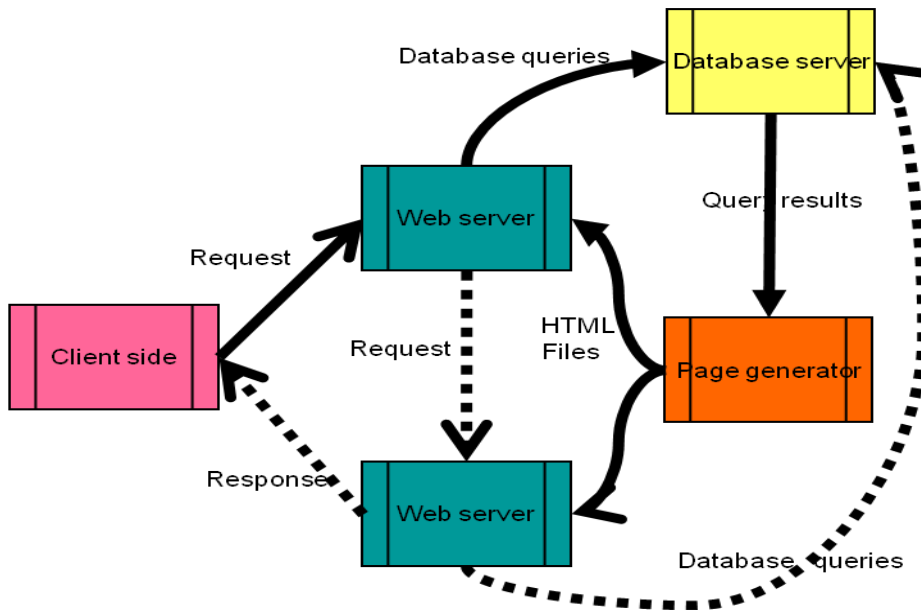 Database queries
Database server
Web server
Query results
Request
HTML
Files
Request
Client side
Page generator
Response
Web server
Database queries